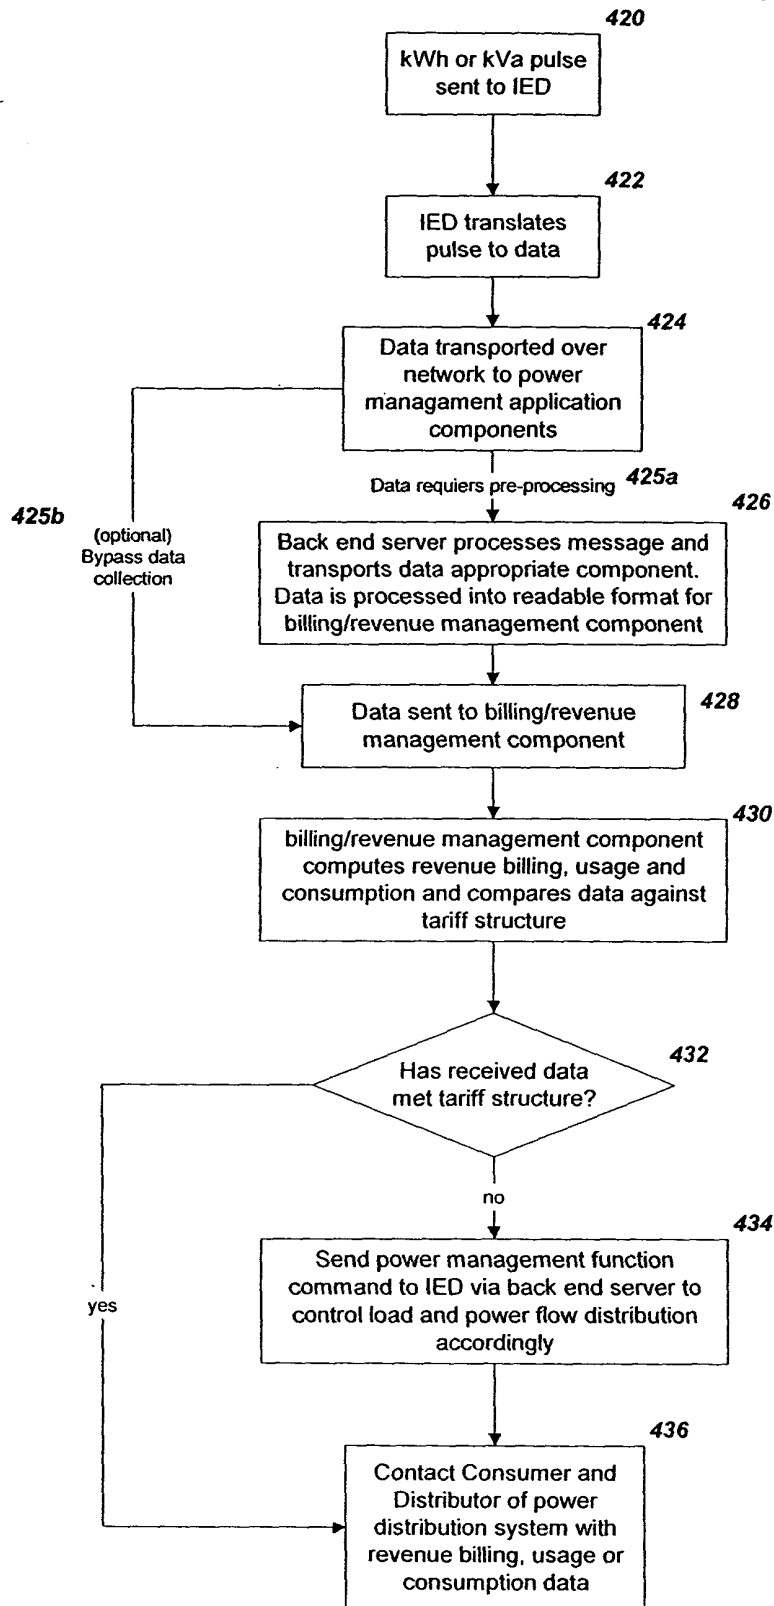 420
kWh or kVa pulse
sent to IED
422
IED translates
pulse to data
424
Data transported over
network to power
managament application
components
Data requiers pre-processing
425a
425b
(optional)
Bypass data
collection
426
Back end server processes message and
transports data appropriate component.
Data is processed into readable format for
billing/revenue management component
428
Data sent to billing/revenue
management component
430
billing/revenue management component
computes revenue billing, usage and
consumption and compares data against
tariff structure
432
Has received data
met tariff structure?
no
yes
434
Send power management function
command to IED via back end server to
control load and power flow distribution
accordingly
436
Contact Consumer and
Distributor of power
distribution system with
revenue billing, usage or
consumption data